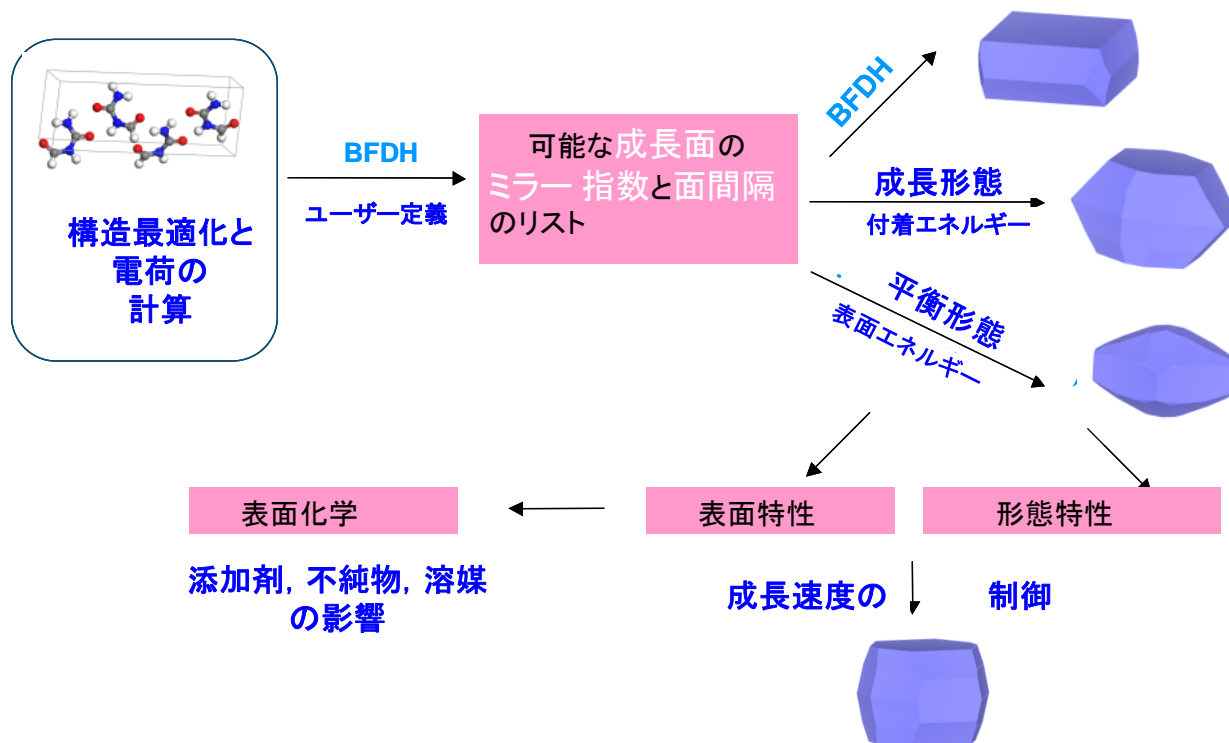 構造最適化と
電荷の
計算
BFDH
ユーザー定義
可能な成長面の
ミラー 指数と面間隔
のリスト
BFDH
成長形態
付着エネルギー
平衡形態
表面エネルギー
表面化学
表面特性
形態特性
添加剤, 不純物, 溶媒
の影響
成長速度の 制御